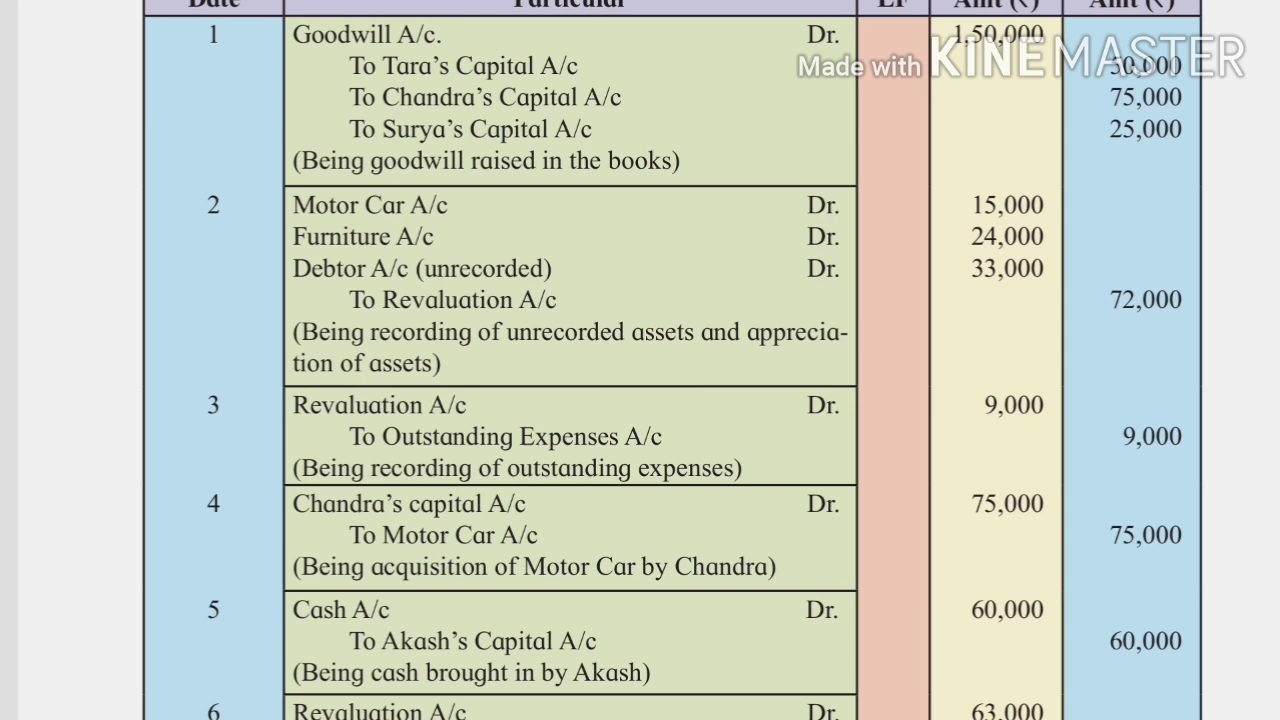 Date Particular LF Amt (₹) Amt (₹)
1 Goodwill A/c. Dr. 1,50,000
To Tara's Capital A/c 50,000
To Chandra's Capital A/c 75,000
To Surya's Capital A/c 25,000
(Being goodwill raised in the books)
Made with KINEMASTER
2 Motor Car A/c Dr. 15,000
Furniture A/c Dr. 24,000
Debtor A/c (unrecorded) Dr. 33,000
To Revaluation A/c 72,000
(Being recording of unrecorded assets and apprecia-
tion of assets)
3 Revaluation A/c Dr. 9,000
To Outstanding Expenses A/c 9,000
(Being recording of outstanding expenses)
4 Chandra's capital A/c Dr. 75,000
To Motor Car A/c 75,000
(Being acquisition of Motor Car by Chandra)
5 Cash A/c Dr. 60,000
To Akash's Capital A/c 60,000
(Being cash brought in by Akash)
6 Revaluation A/c Dr. 63,000